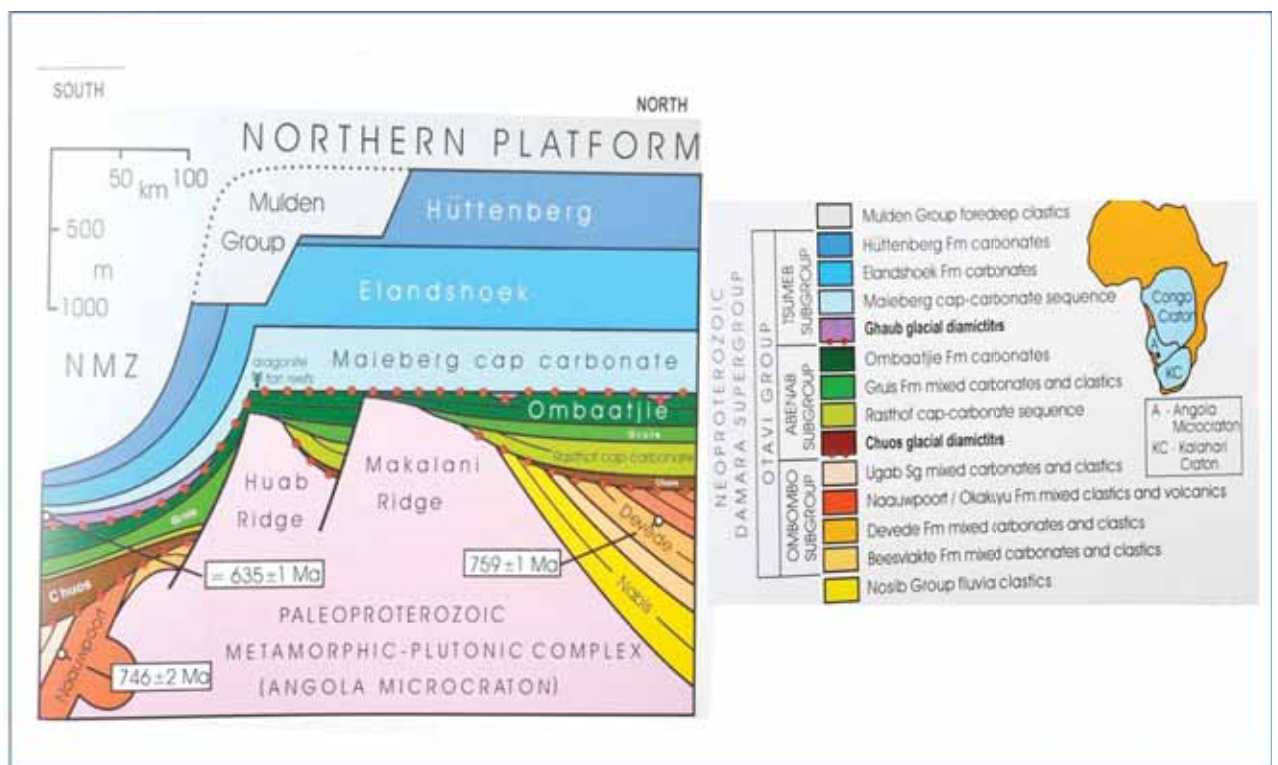 SOUTH
NORTH
NORTHERN PLATFORM
50 100
km
500
m
1000
Mulden
Group
Hüttenberg
Elandshoek
NMZ
Maieberg cap carbonate
aragonite
fan reefs
Ombaatjie
Gruis
Rasthof cap carbonate
Chuos
Huab
Ridge
Makalani
Ridge
Devede
Nabis
Gruis
Chuos
Naauwpoort
= 635±1 Ma
759±1 Ma
746±2 Ma
PALEOPROTEROZOIC
METAMORPHIC-PLUTONIC COMPLEX
(ANGOLA MICROCRATON)
NEOPROTEROZOIC
DAMARA SUPERGROUP
OTAVI GROUP
TSUMEB
SUBGROUP
ABENAB
SUBGROUP
OMBOMBO
SUBGROUP
Mulden Group foredeep clastics
Hüttenberg Fm carbonates
Elandshoek Fm carbonates
Maieberg cap-carbonate sequence
Ghaub glacial diamictites
Ombaatjie Fm carbonates
Gruis Fm mixed carbonates and clastics
Rasthof cap-carbonate sequence
Chuos glacial diamictites
Ugab Sg mixed carbonates and clastics
Naauwpoort / Okakuyu Fm mixed clastics and volcanics
Devede Fm mixed carbonates and clastics
Beesvlakte Fm mixed carbonates and clastics
Nosib Group fluvia clastics
Congo
Craton
A
KC
A - Angola
Microcraton
KC - Kalahari
Craton